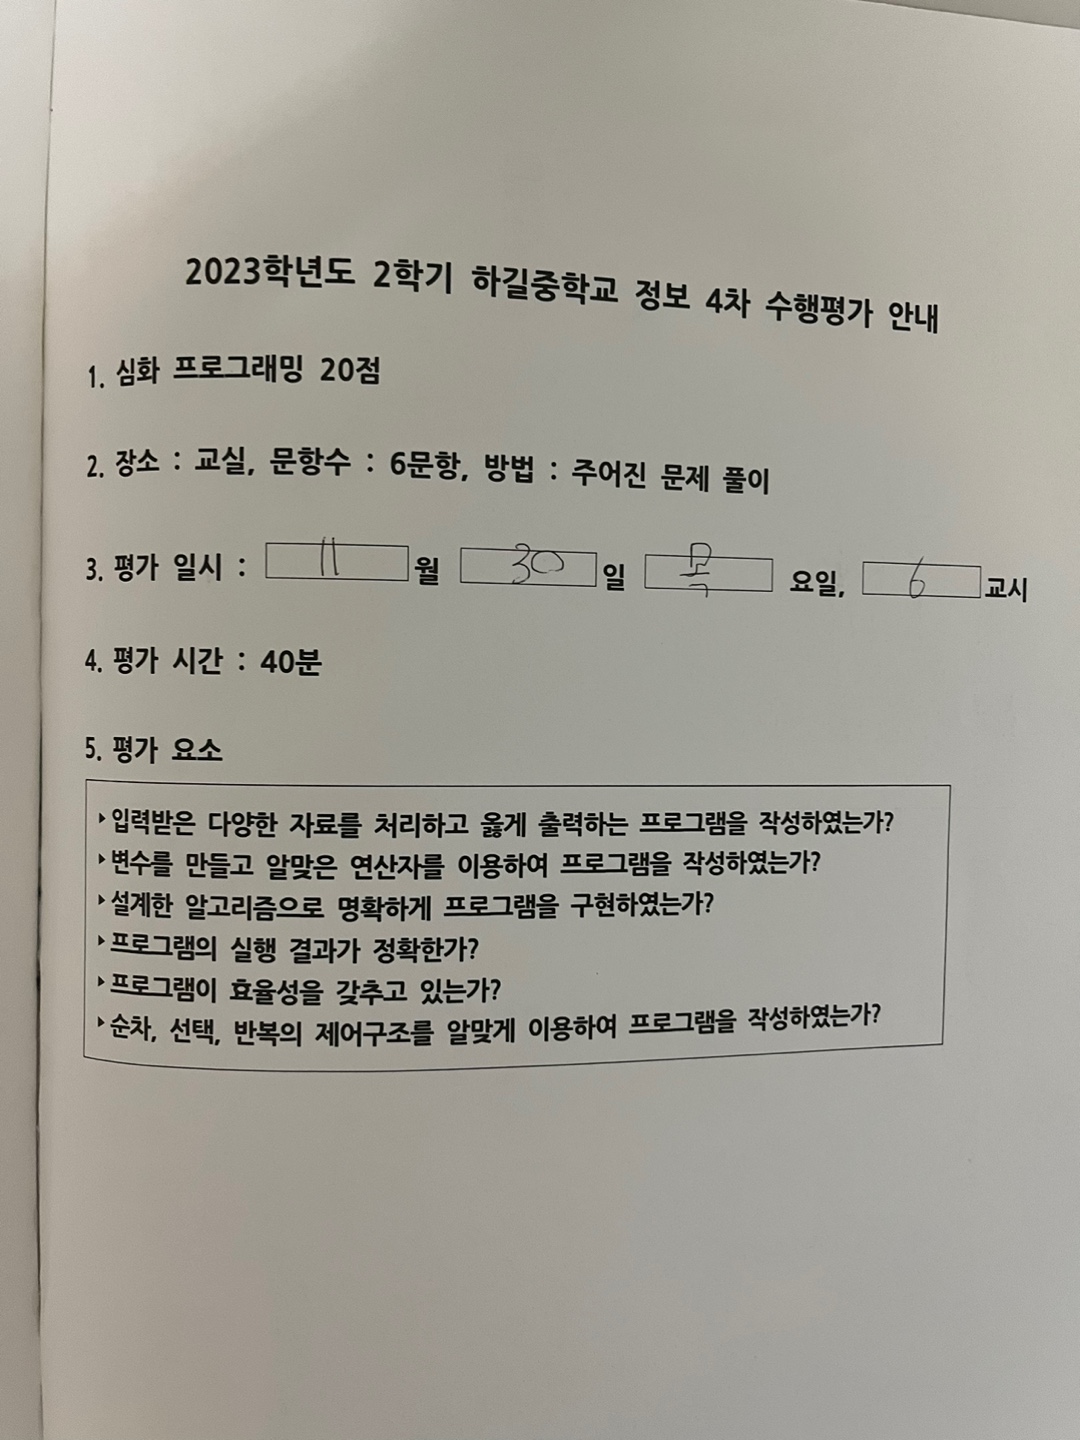 2023학년도 2학기 하길중학교 정보 4차 수행평가 안내
1. 심화 프로그래밍 20점
2. 장소 : 교실, 문항수 : 6문항, 방법 : 주어진 문제 풀이
3. 평가 일시 : 11 월 30 일 목 요일, 6 교시
4. 평가 시간 : 40분
5. 평가 요소
▸입력받은 다양한 자료를 처리하고 옳게 출력하는 프로그램을 작성하였는가?
▸변수를 만들고 알맞은 연산자를 이용하여 프로그램을 작성하였는가?
▸설계한 알고리즘으로 명확하게 프로그램을 구현하였는가?
▸프로그램의 실행 결과가 정확한가?
▸프로그램이 효율성을 갖추고 있는가?
▸순차, 선택, 반복의 제어구조를 알맞게 이용하여 프로그램을 작성하였는가?